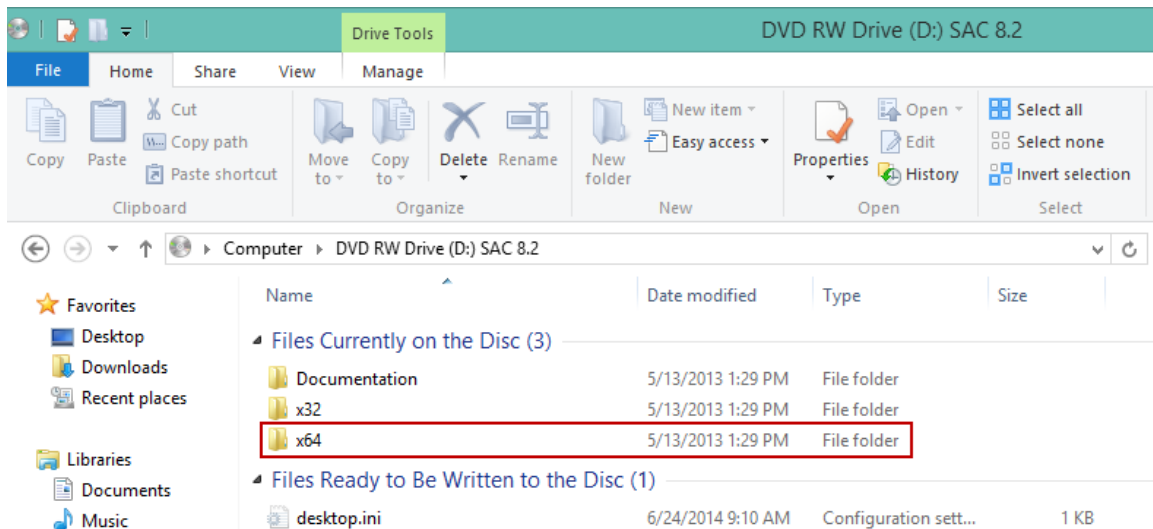 Drive Tools
DVD RW Drive (D:) SAC 8.2
File Home Share View Manage
Copy
Paste
Cut
Copy path
Paste shortcut
Clipboard
Move to
Copy to
Delete
Rename
Organize
New folder
New item
Easy access
New
Properties
Open
Edit
History
Open
Select all
Select none
Invert selection
Select
Computer DVD RW Drive (D:) SAC 8.2
Favorites
Desktop
Downloads
Recent places
Libraries
Documents
Music
Name Date modified Type Size
Files Currently on the Disc (3)
Documentation 5/13/2013 1:29 PM File folder
x32 5/13/2013 1:29 PM File folder
x64 5/13/2013 1:29 PM File folder
Files Ready to Be Written to the Disc (1)
desktop.ini 6/24/2014 9:10 AM Configuration sett... 1 KB